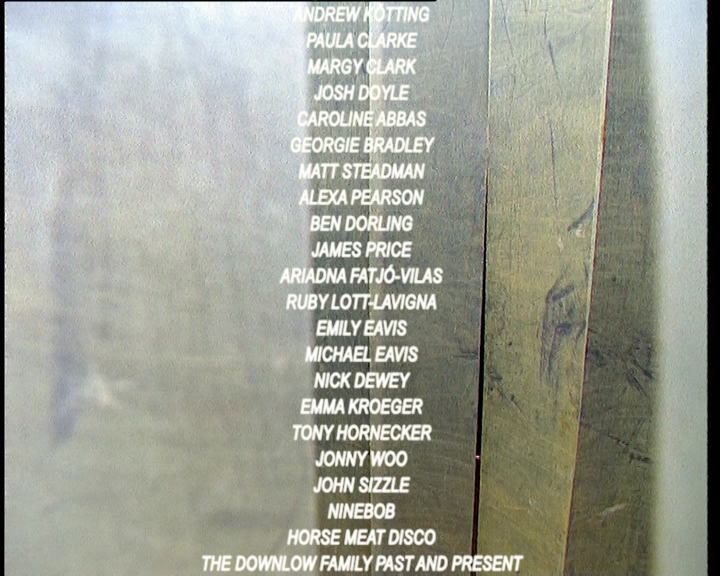 ANDREW KÖTTING
PAULA CLARKE
MARGY CLARK
JOSH DOYLE
CAROLINE ABBAS
GEORGIE BRADLEY
MATT STEADMAN
ALEXA PEARSON
BEN DORLING
JAMES PRICE
ARIADNA FATJÓ-VILAS
RUBY LOTT-LAVIGNA
EMILY EAVIS
MICHAEL EAVIS
NICK DEWEY
EMMA KROEGER
TONY HORNECKER
JONNY WOO
JOHN SIZZLE
NINEBOB
HORSE MEAT DISCO
THE DOWNLOW FAMILY PAST AND PRESENT